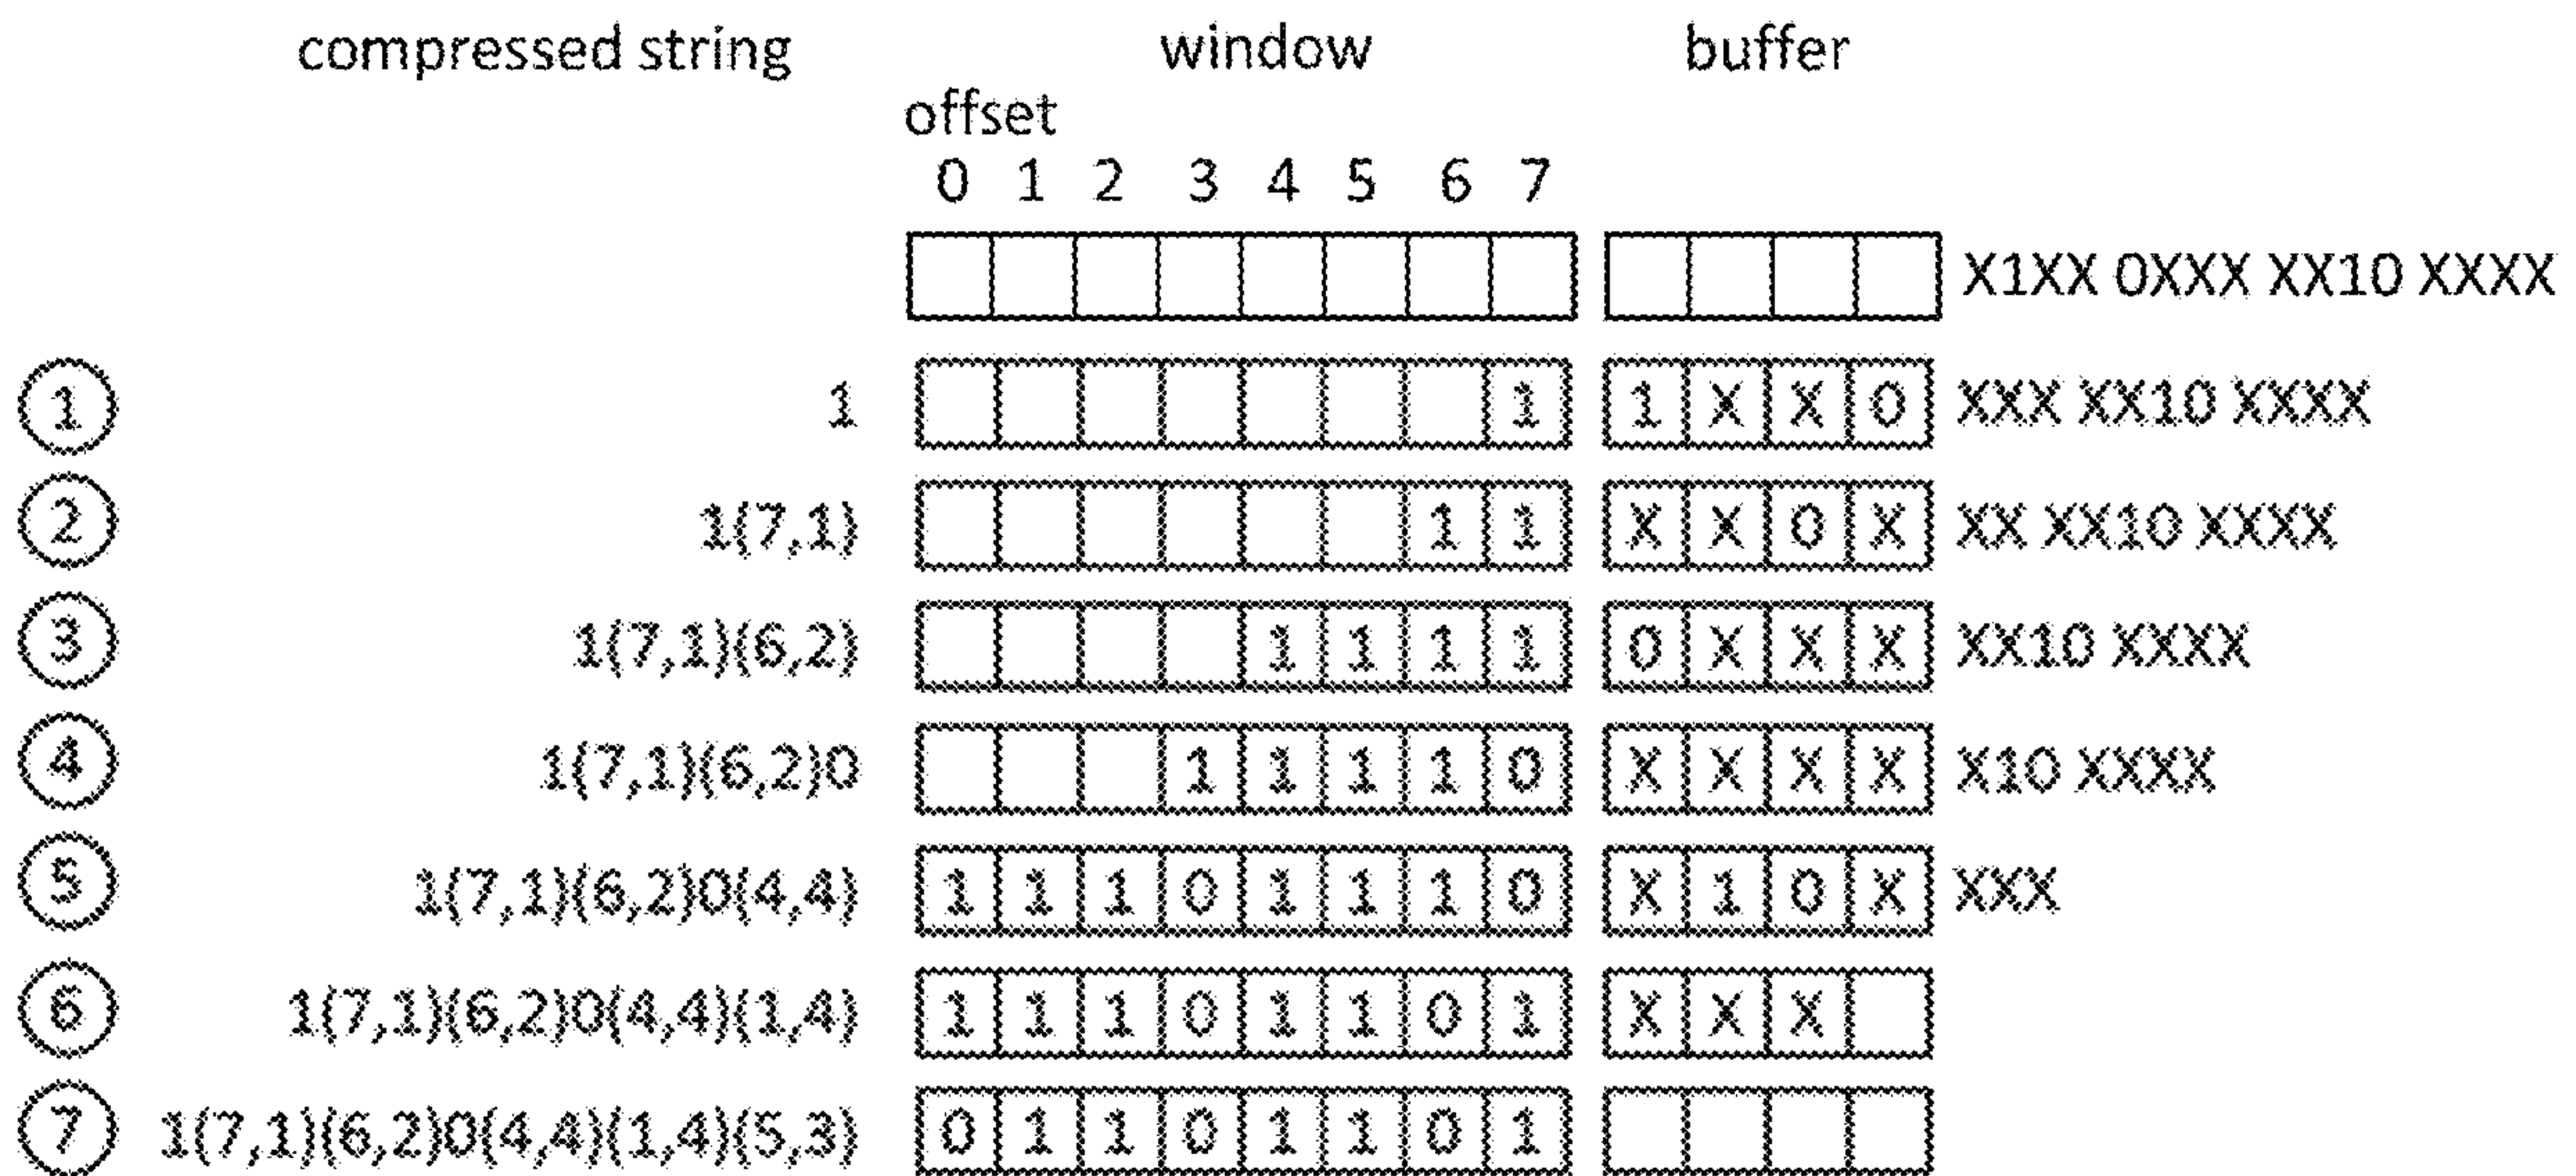 compressed string window buffer
offset
0 1 2 3 4 5 6 7
X1XX 0XXX XX10 XXXX
1 1 1 1 X X 0 XXX XX10 XXXX
2 1(7,1) 1 1 X X 0 X XX XX10 XXXX
3 1(7,1)(6,2) 1 1 1 1 0 X X X XX10 XXXX
4 1(7,1)(6,2)0 1 1 1 1 0 X X X X X10 XXXX
5 1(7,1)(6,2)0(4,4) 1 1 1 0 1 1 1 0 X 1 0 X XXX
6 1(7,1)(6,2)0(4,4)(1,4) 1 1 1 0 1 1 0 1 X X X
7 1(7,1)(6,2)0(4,4)(1,4)(5,3) 0 1 1 0 1 1 0 1